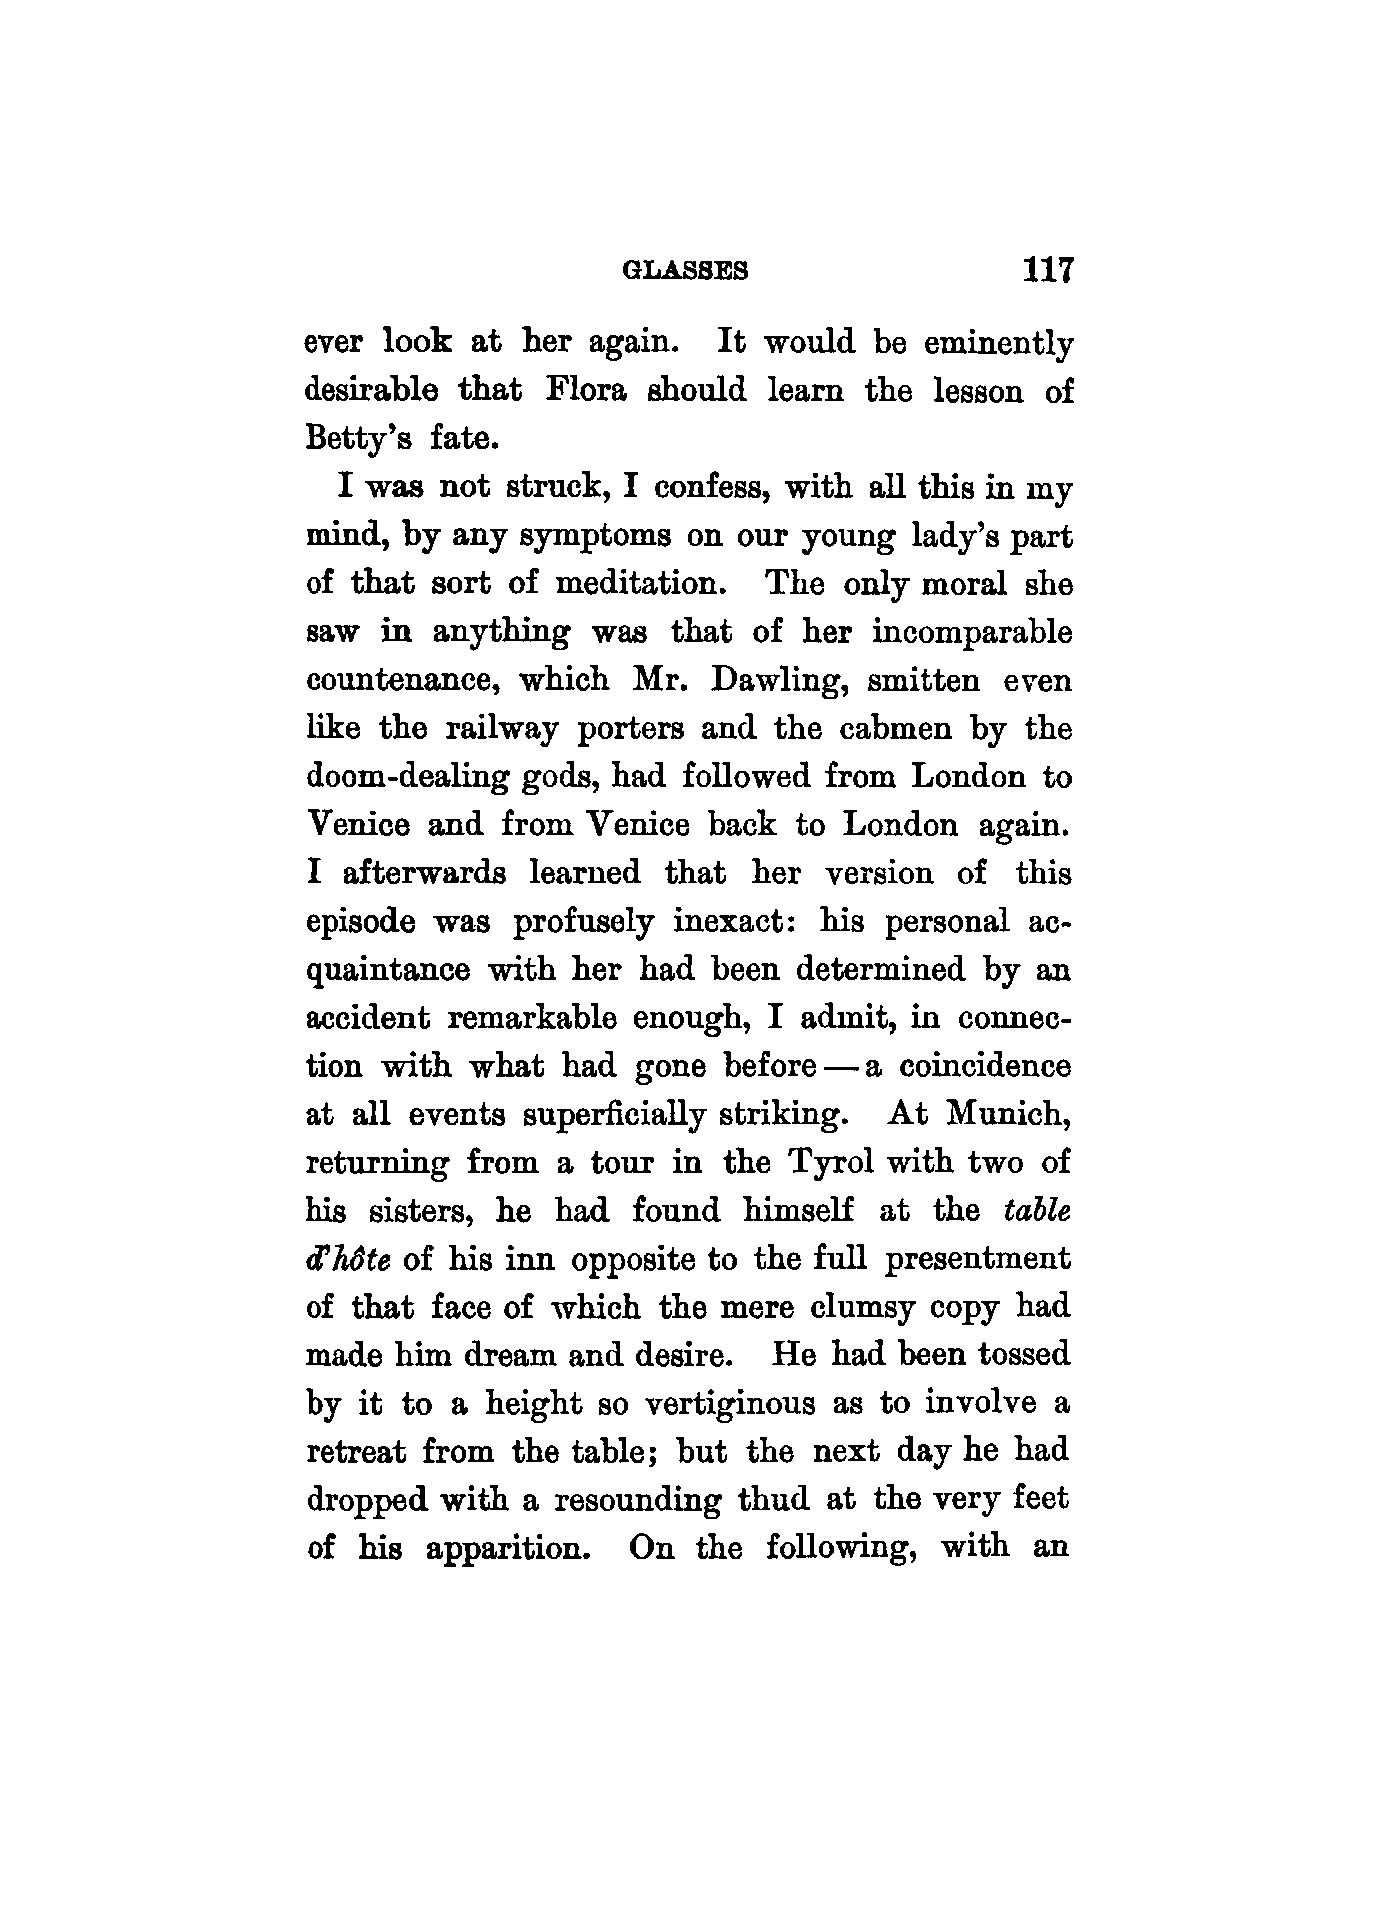 GLASSES 117
ever look at her again. It would be eminently
desirable that Flora should learn the lesson of
Betty's fate.
I was not struck, I confess, with all this in my
mind, by any symptoms on our young lady's part
of that sort of meditation. The only moral she
saw in anything was that of her incomparable
countenance, which Mr. Dawling, smitten even
like the railway porters and the cabmen by the
doom-dealing gods, had followed from London to
Venice and from Venice back to London again.
I afterwards learned that her version of this
episode was profusely inexact: his personal ac-
quaintance with her had been determined by an
accident remarkable enough, I admit, in connec-
tion with what had gone before — a coincidence
at all events superficially striking. At Munich,
returning from a tour in the Tyrol with two of
his sisters, he had found himself at the table
d'hôte of his inn opposite to the full presentment
of that face of which the mere clumsy copy had
made him dream and desire. He had been tossed
by it to a height so vertiginous as to involve a
retreat from the table; but the next day he had
dropped with a resounding thud at the very feet
of his apparition. On the following, with an